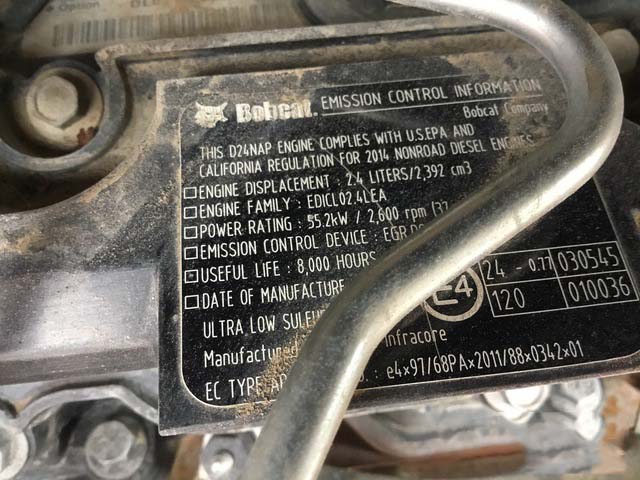 Option
Bobcat. EMISSION CONTROL INFORMATION
Bobcat Company
THIS D24NAP ENGINE COMPLIES WITH U.S.EPA AND
CALIFORNIA REGULATION FOR 2014 NONROAD DIESEL ENGINES
ENGINE DISPLACEMENT : 2.4 LITERS/2,392 cm3
ENGINE FAMILY : EDICL02.4LEA
POWER RATING : 55.2kW / 2,600 rpm
EMISSION CONTROL DEVICE : EGR
USEFUL LIFE : 8,000 HOURS
DATE OF MANUFACTURE
E4 24 - 0.77 030545
120 010036
ULTRA LOW
Manufactured Infracore
EC TYPE : e4×97/68PA×2011/88×0342×01